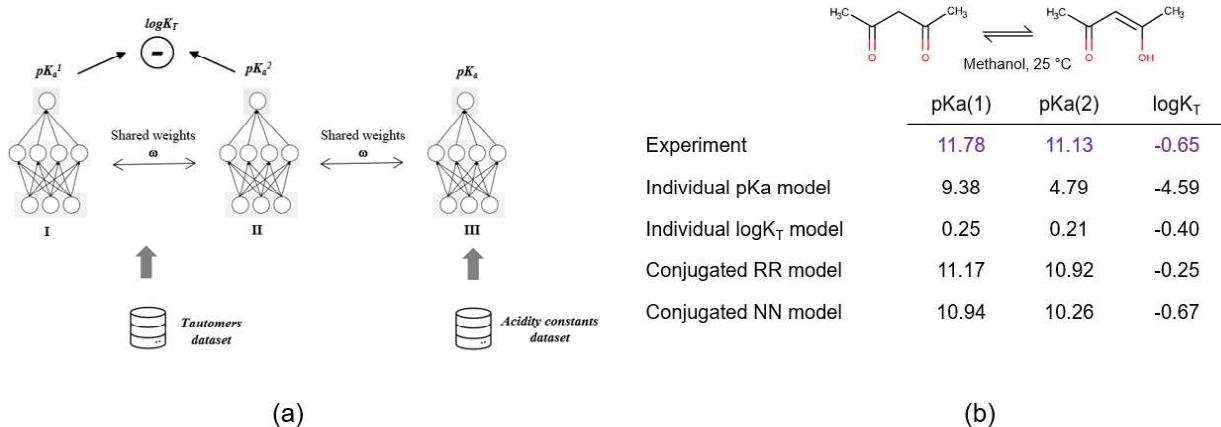 logK_T
-
pK_a^1
pK_a^2
pK_a
Shared weights
ω
Shared weights
ω
I
II
III
Tautomers
dataset
Acidity constants
dataset
(a)
H₃C CH₃ H₃C CH₃
O O O OH
Methanol, 25 °C
pKa(1) pKa(2) logK_T
Experiment 11.78 11.13 -0.65
Individual pKa model 9.38 4.79 -4.59
Individual logK_T model 0.25 0.21 -0.40
Conjugated RR model 11.17 10.92 -0.25
Conjugated NN model 10.94 10.26 -0.67
(b)